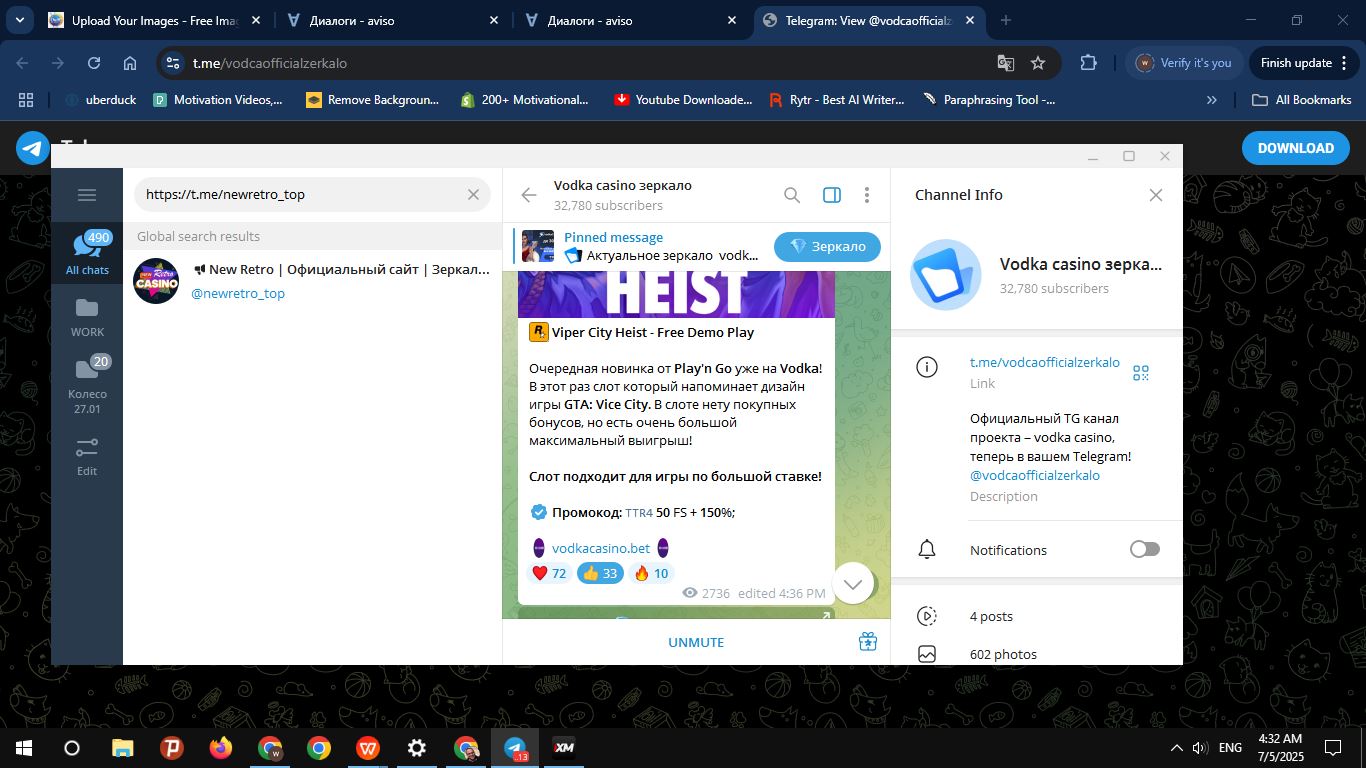 Upload Your Images - Free Ima
Диалоги - aviso
Диалоги - aviso
Telegram: View @vodcaofficialz
t.me/vodcaofficialzerkalo
Verify it's you
Finish update
uberduck
Motivation Videos,...
Remove Backgroun...
200+ Motivational...
Youtube Downloade...
Rytr - Best AI Writer...
Paraphrasing Tool -...
All Bookmarks
DOWNLOAD
https://t.me/newretro_top
Global search results
New Retro | Официальный сайт | Зеркал...
@newretro_top
new Retro
CASINO
490
All chats
WORK
20
Колесо
27.01
Edit
Vodka casino зеркало
32,780 subscribers
Pinned message
Актуальное зеркало vodk...
Зеркало
HEIST
Viper City Heist - Free Demo Play
Очередная новинка от Play'n Go уже на Vodka!
В этот раз слот который напоминает дизайн
игры GTA: Vice City. В слоте нету покупных
бонусов, но есть очень большой
максимальный выигрыш!
Слот подходит для игры по большой ставке!
Промокод: TTR4 50 FS + 150%;
vodkacasino.bet
72
33
10
2736 edited 4:36 PM
UNMUTE
Channel Info
Vodka casino зерка...
32,780 subscribers
t.me/vodcaofficialzerkalo
Link
Официальный TG канал
проекта – vodka casino,
теперь в вашем Telegram!
@vodcaofficialzerkalo
Description
Notifications
4 posts
602 photos
W
..13
XM
ENG
4:32 AM
7/5/2025